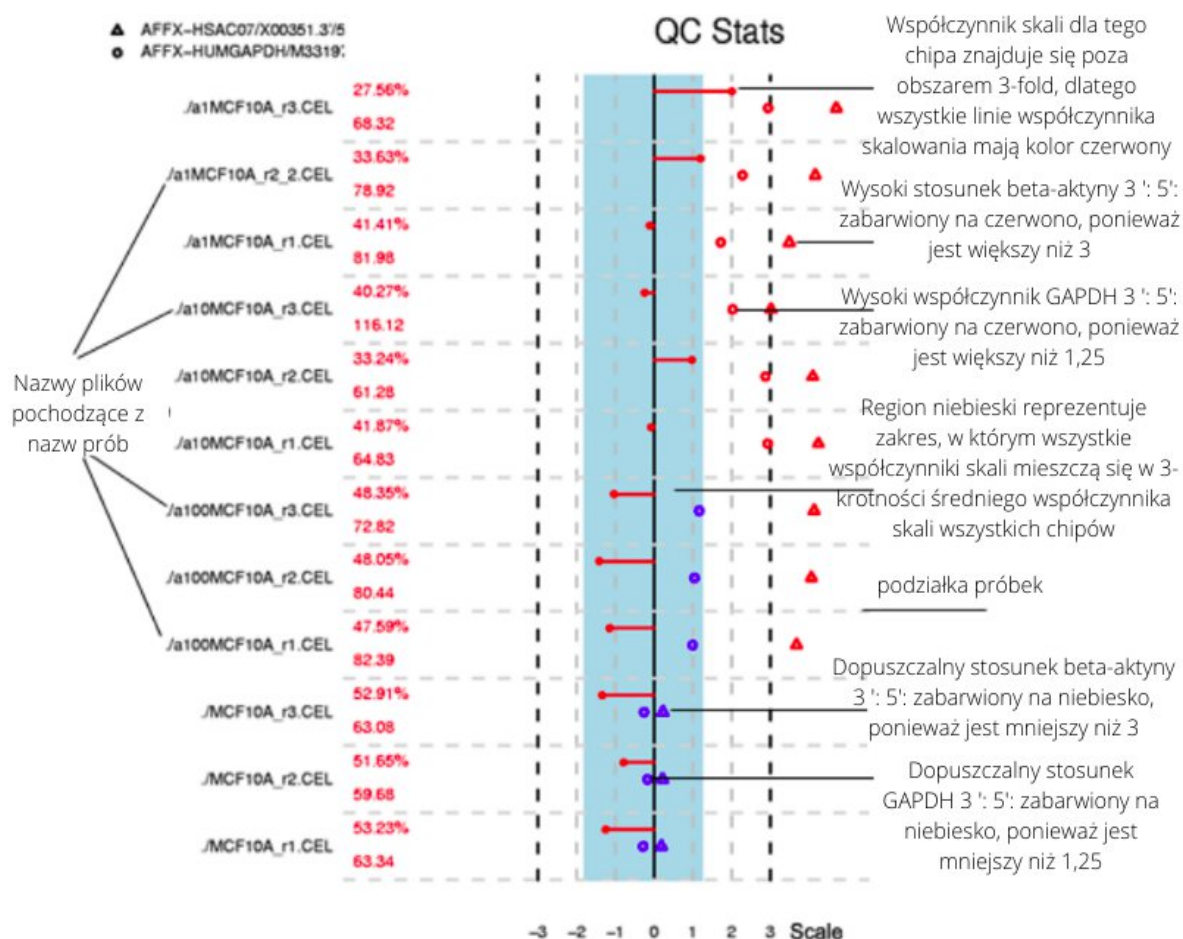 AFFX-HSAC07/X00351.3'/5
AFFX-HUMGAPDH/M3319
QC Stats
./a1MCF10A_r3.CEL
27.56%
68.32
./a1MCF10A_r2_2.CEL
33.63%
78.92
./a1MCF10A_r1.CEL
41.41%
81.98
./a10MCF10A_r3.CEL
40.27%
116.12
./a10MCF10A_r2.CEL
33.24%
61.28
./a10MCF10A_r1.CEL
41.87%
64.83
./a100MCF10A_r3.CEL
48.35%
72.82
./a100MCF10A_r2.CEL
48.05%
80.44
./a100MCF10A_r1.CEL
47.59%
82.39
./MCF10A_r3.CEL
52.91%
63.08
./MCF10A_r2.CEL
51.65%
59.68
./MCF10A_r1.CEL
53.23%
63.34
Nazwy plików
pochodzące z
nazw prób
Współczynnik skali dla tego
chipa znajduje się poza
obszarem 3-fold, dlatego
wszystkie linie współczynnika
skalowania mają kolor czerwony
Wysoki stosunek beta-aktyny 3 ': 5':
zabarwiony na czerwono, ponieważ
jest większy niż 3
Wysoki współczynnik GAPDH 3 ': 5':
zabarwiony na czerwono, ponieważ
jest większy niż 1,25
Region niebieski reprezentuje
zakres, w którym wszystkie
współczynniki skali mieszczą się w 3-
krotności średniego współczynnika
skali wszystkich chipów
podziałka próbek
Dopuszczalny stosunek beta-aktyny
3 ': 5': zabarwiony na niebiesko,
ponieważ jest mniejszy niż 3
Dopuszczalny stosunek
GAPDH 3 ': 5': zabarwiony na
niebiesko, ponieważ jest
mniejszy niż 1,25
-3 -2 -1 0 1 2 3 Scale